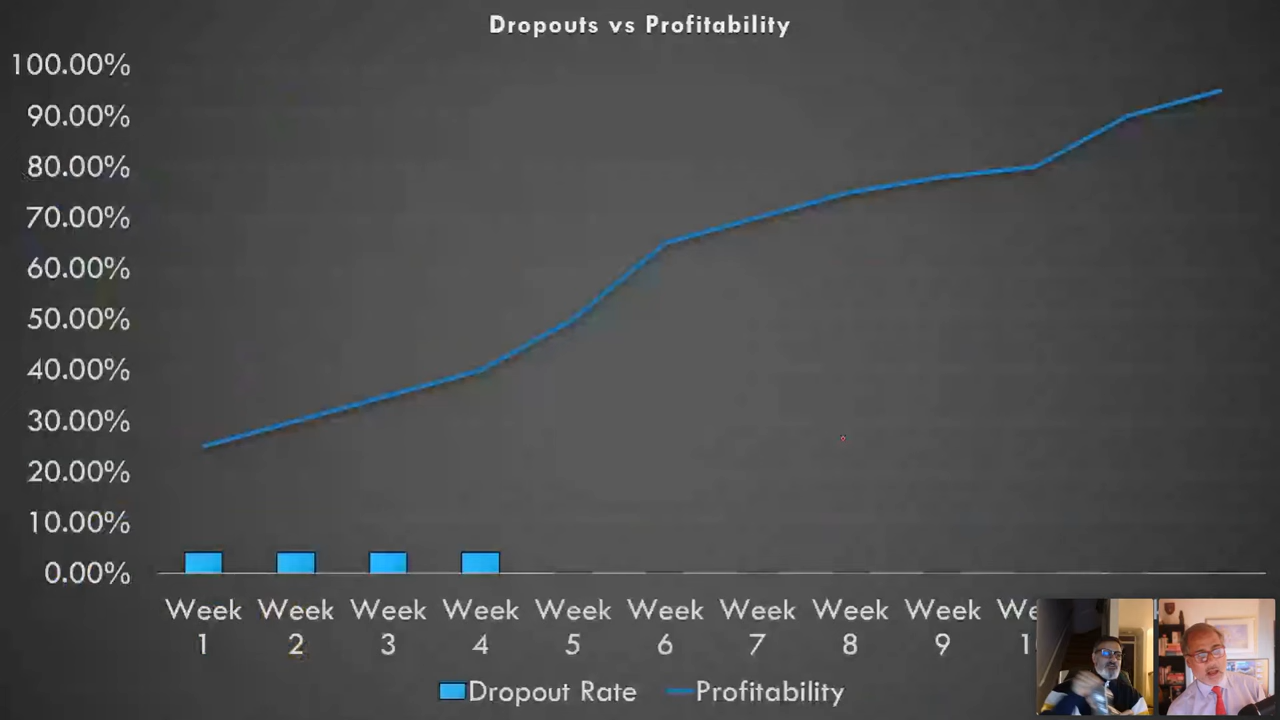 Dropouts vs Profitability
100.00%
90.00%
80.00%
70.00%
60.00%
50.00%
40.00%
30.00%
20.00%
10.00%
0.00%
Week Week Week Week Week Week Week Week Week
1 2 3 4 5 6 7 8 9
Dropout Rate Profitability